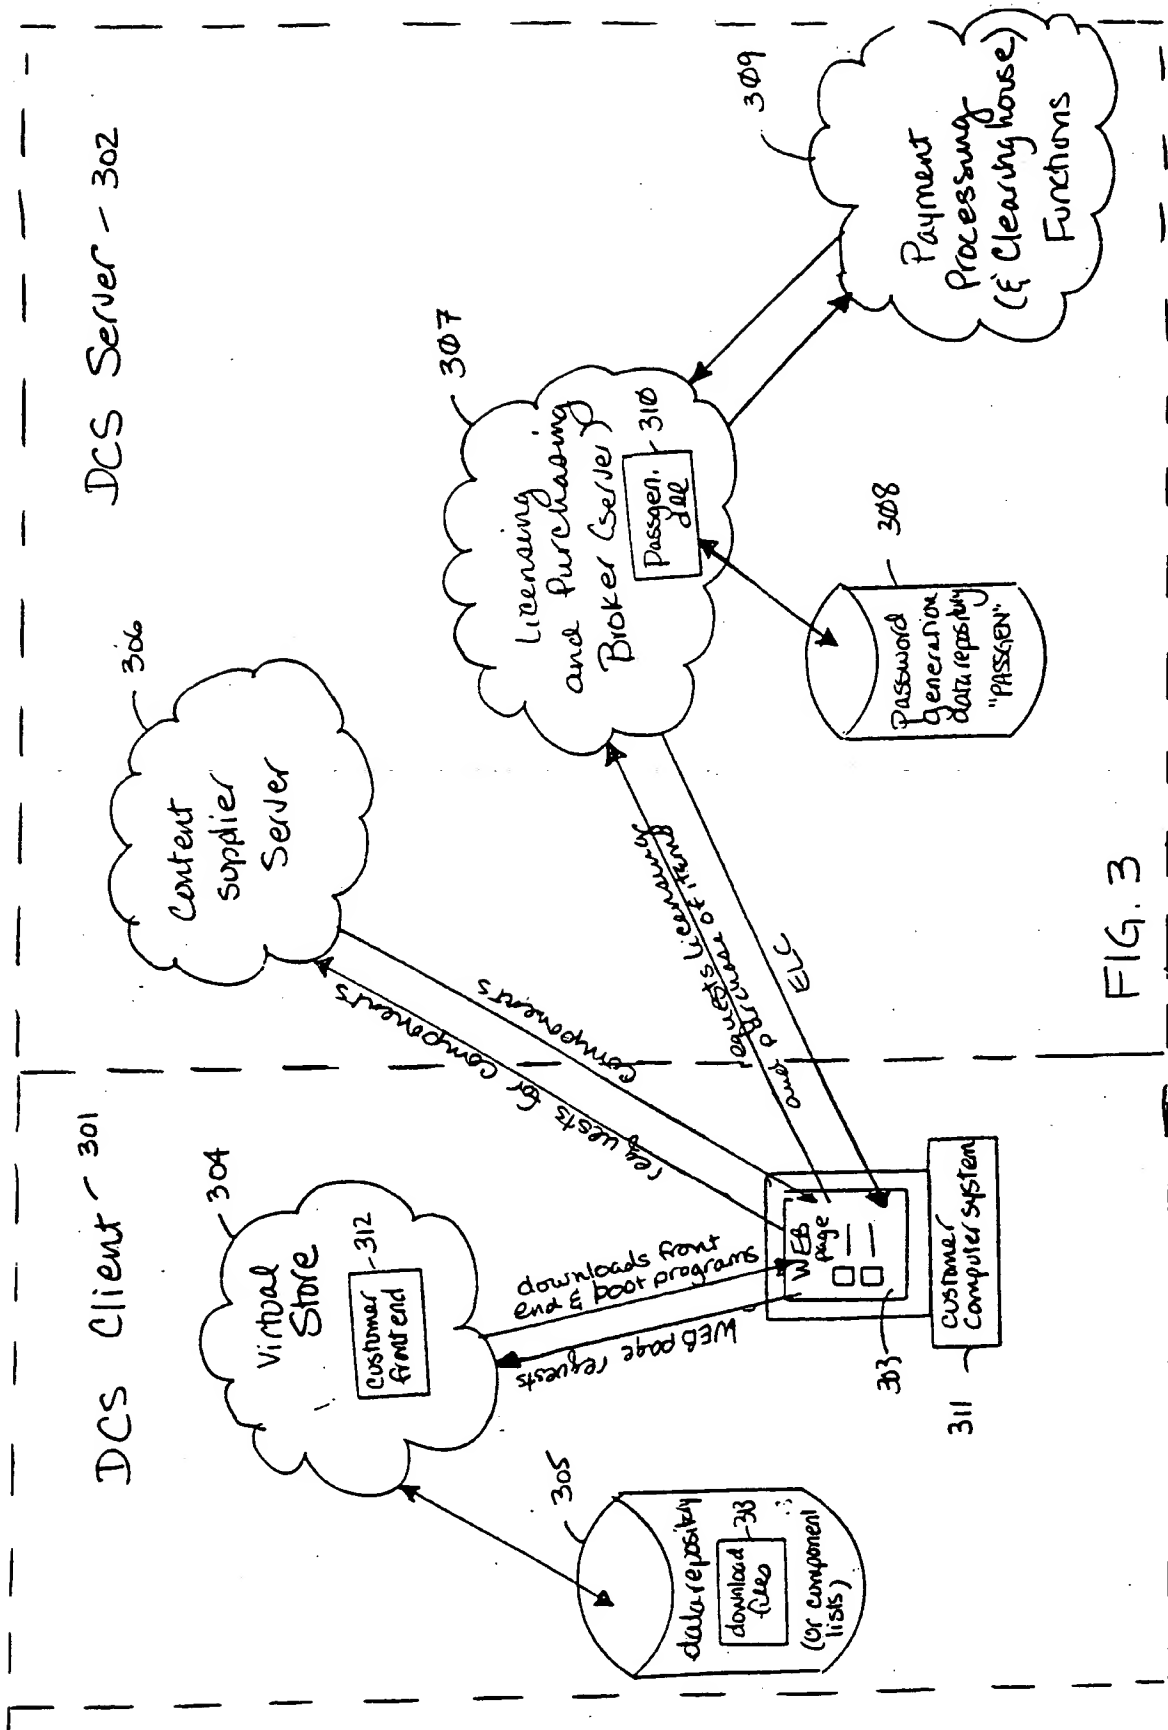 DCS Client - 301
DCS Server - 302
304
Virtual
Store
312
customer
frontend
305
data repository
download
files
313
(or component
lists)
downloads front
end & boot programs
WEB page requests
WEB
page
303
customer
Computer system
311
requests for components
components
306
Content
Supplier
Server
requests licensing
and purchase of items
ELC
307
Licensing
and Purchasing
Broker (server)
Passgen.
dll
310
308
Password
generation
data repository
"PASSGEN"
309
Payment
Processing
(& Clearinghouse)
Functions
FIG. 3